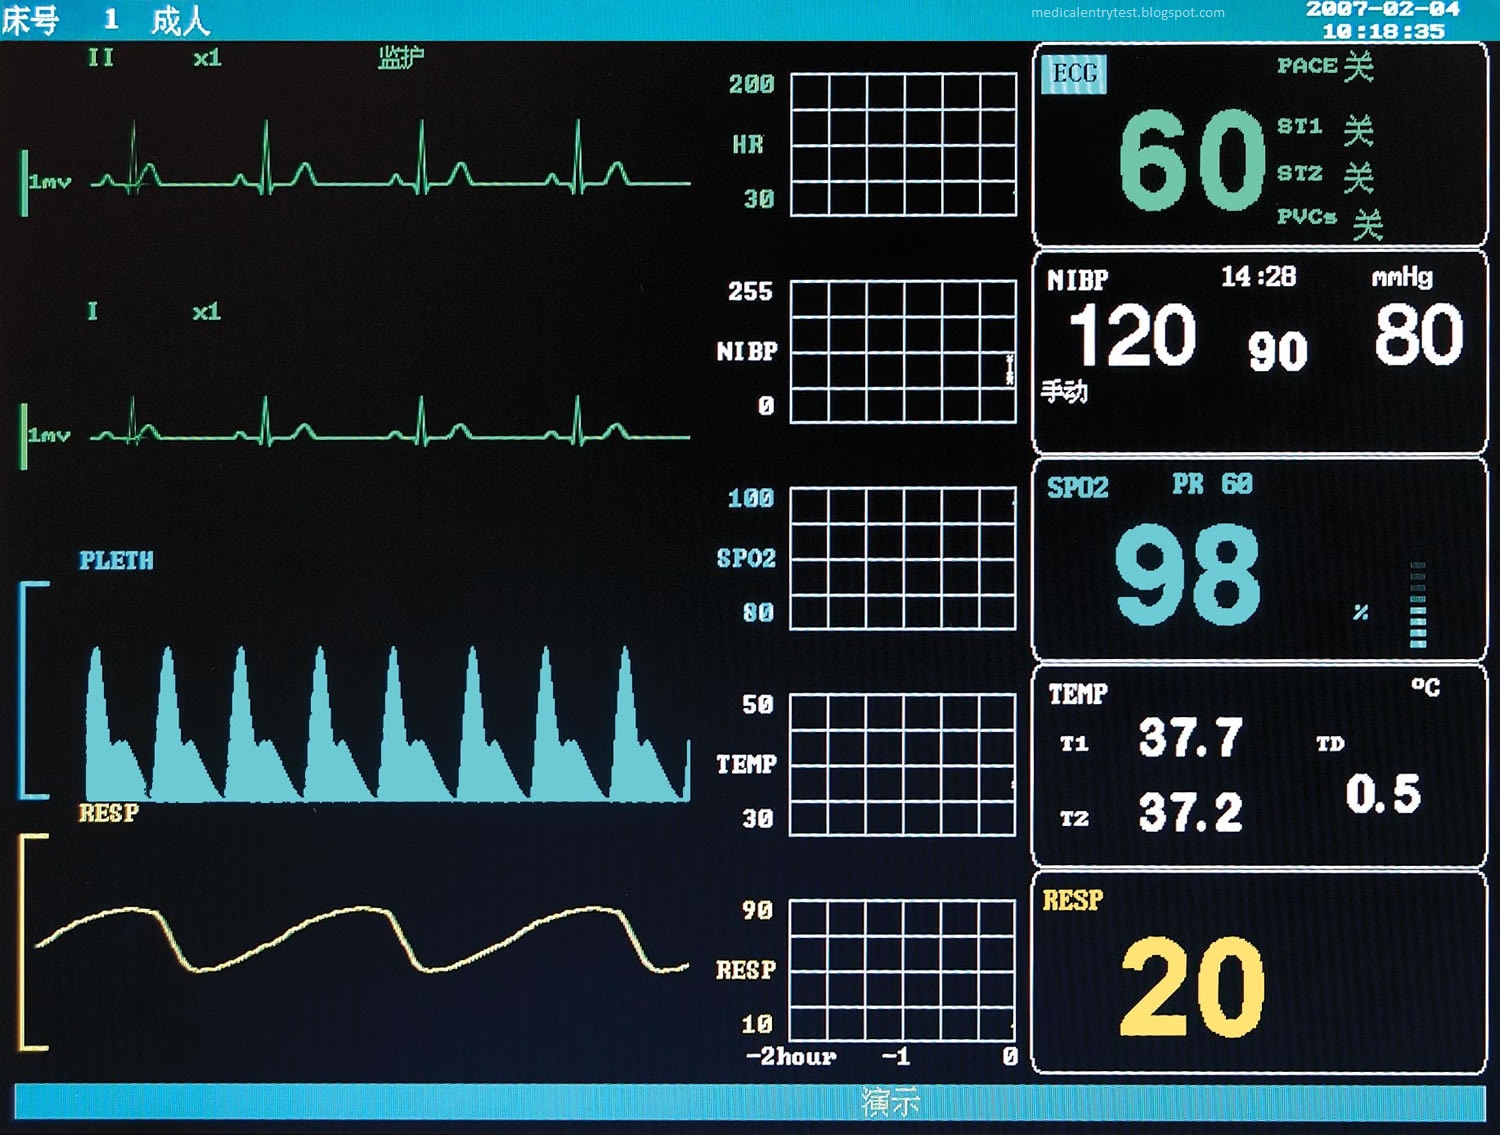 床号 1 成人
medicalentrytest.blogspot.com
2007-02-04
10:18:35
II x1 监护
1mv
I x1
1mv
PLETH
RESP
200
HR
30
255
NIBP
0
100
SPO2
80
50
TEMP
30
90
RESP
10
-2hour -1 0
ECG
60
PACE 关
ST1 关
ST2 关
PVCs 关
NIBP 14:28 mmHg
120 90 80
手动
SPO2 PR 60
98
%
TEMP °C
T1 37.7 TD
T2 37.2 0.5
RESP
20
演示